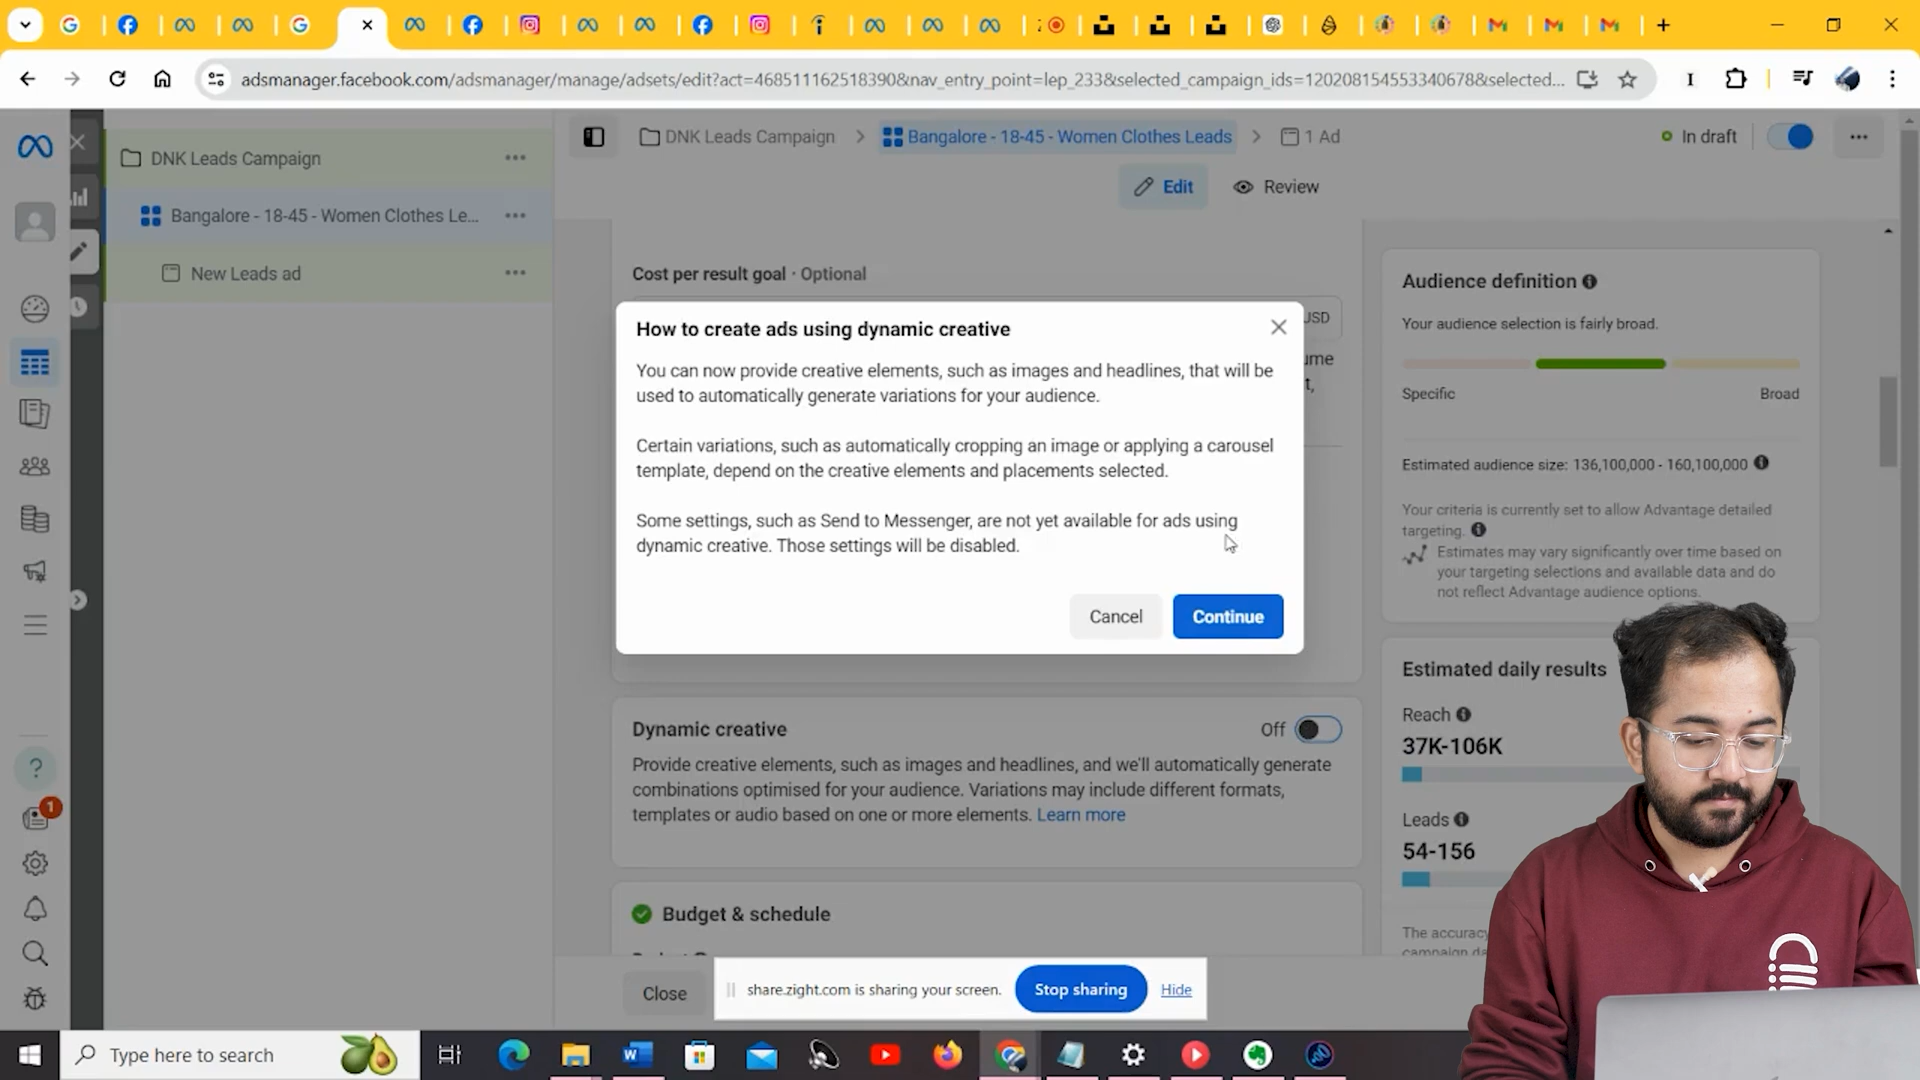 adsmanager.facebook.com/adsmanager/manage/adsets/edit?act=468511162518390&nav_entry_point=lep_233&selected_campaign_ids=120208154553340678&selected...
DNK Leads Campaign
Bangalore - 18-45 - Women Clothes Le...
New Leads ad
DNK Leads Campaign
Bangalore - 18-45 - Women Clothes Leads
1 Ad
In draft
Edit
Review
Cost per result goal · Optional
USD
How to create ads using dynamic creative
You can now provide creative elements, such as images and headlines, that will be
used to automatically generate variations for your audience.
Certain variations, such as automatically cropping an image or applying a carousel
template, depend on the creative elements and placements selected.
Some settings, such as Send to Messenger, are not yet available for ads using
dynamic creative. Those settings will be disabled.
Cancel
Continue
Dynamic creative
Off
Provide creative elements, such as images and headlines, and we'll automatically generate
combinations optimised for your audience. Variations may include different formats,
templates or audio based on one or more elements. Learn more
Budget & schedule
Close
Audience definition
Your audience selection is fairly broad.
Specific
Broad
Estimated audience size: 136,100,000 - 160,100,000
Your criteria is currently set to allow Advantage detailed
targeting.
Estimates may vary significantly over time based on
your targeting selections and available data and do
not reflect Advantage audience options.
Estimated daily results
Reach
37K-106K
Leads
54-156
The accuracy
campaign da
share.zight.com is sharing your screen.
Stop sharing
Hide
1
Type here to search